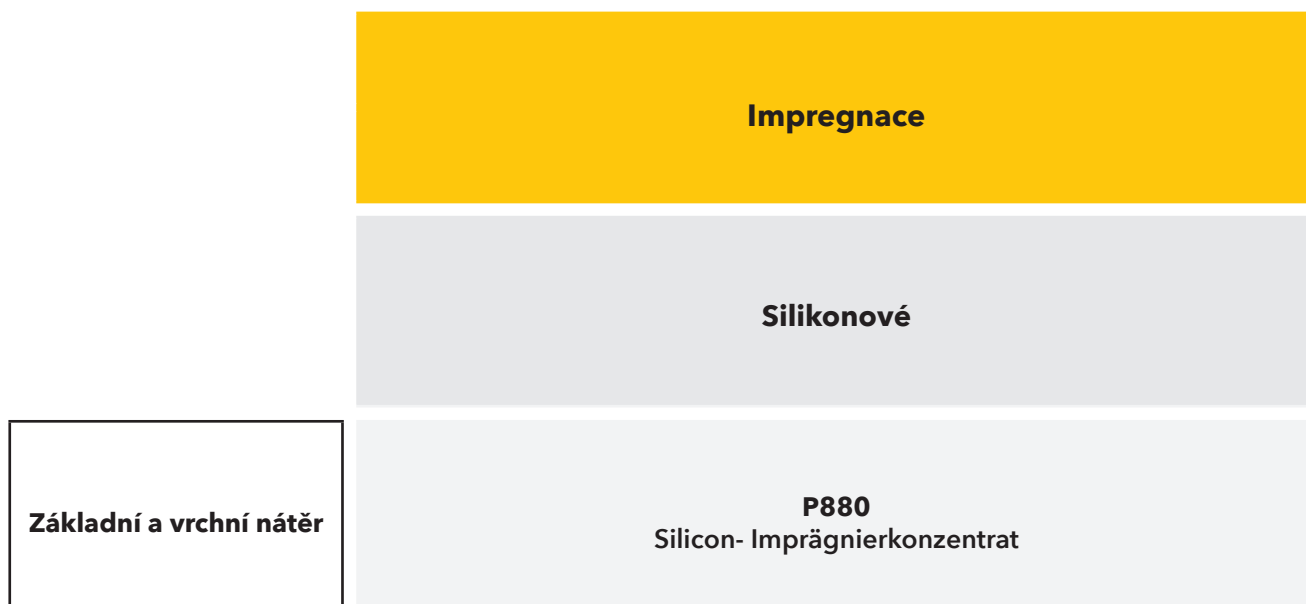 Impregnace
Silikonové
Základní a vrchní nátěr
P880
Silicon- Imprägnierkonzentrat